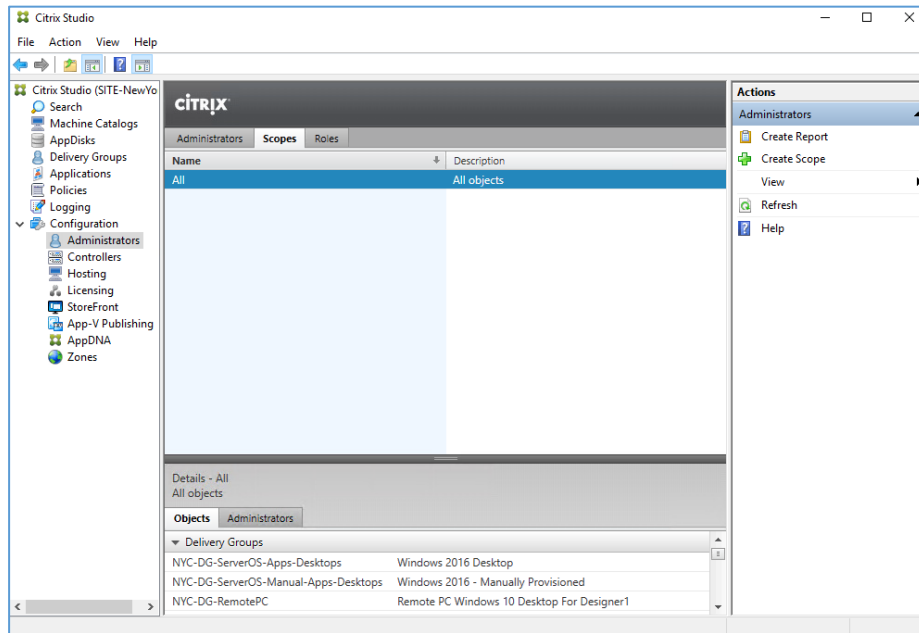 Citrix Studio
File Action View Help
Citrix Studio (SITE-NewYo
Search
Machine Catalogs
AppDisks
Delivery Groups
Applications
Policies
Logging
Configuration
Administrators
Controllers
Hosting
Licensing
StoreFront
App-V Publishing
AppDNA
Zones
CITRIX
Administrators Scopes Roles
Name Description
All All objects
Details - All
All objects
Objects Administrators
Delivery Groups
NYC-DG-ServerOS-Apps-Desktops Windows 2016 Desktop
NYC-DG-ServerOS-Manual-Apps-Desktops Windows 2016 - Manually Provisioned
NYC-DG-RemotePC Remote PC Windows 10 Desktop For Designer1
Actions
Administrators
Create Report
Create Scope
View
Refresh
Help